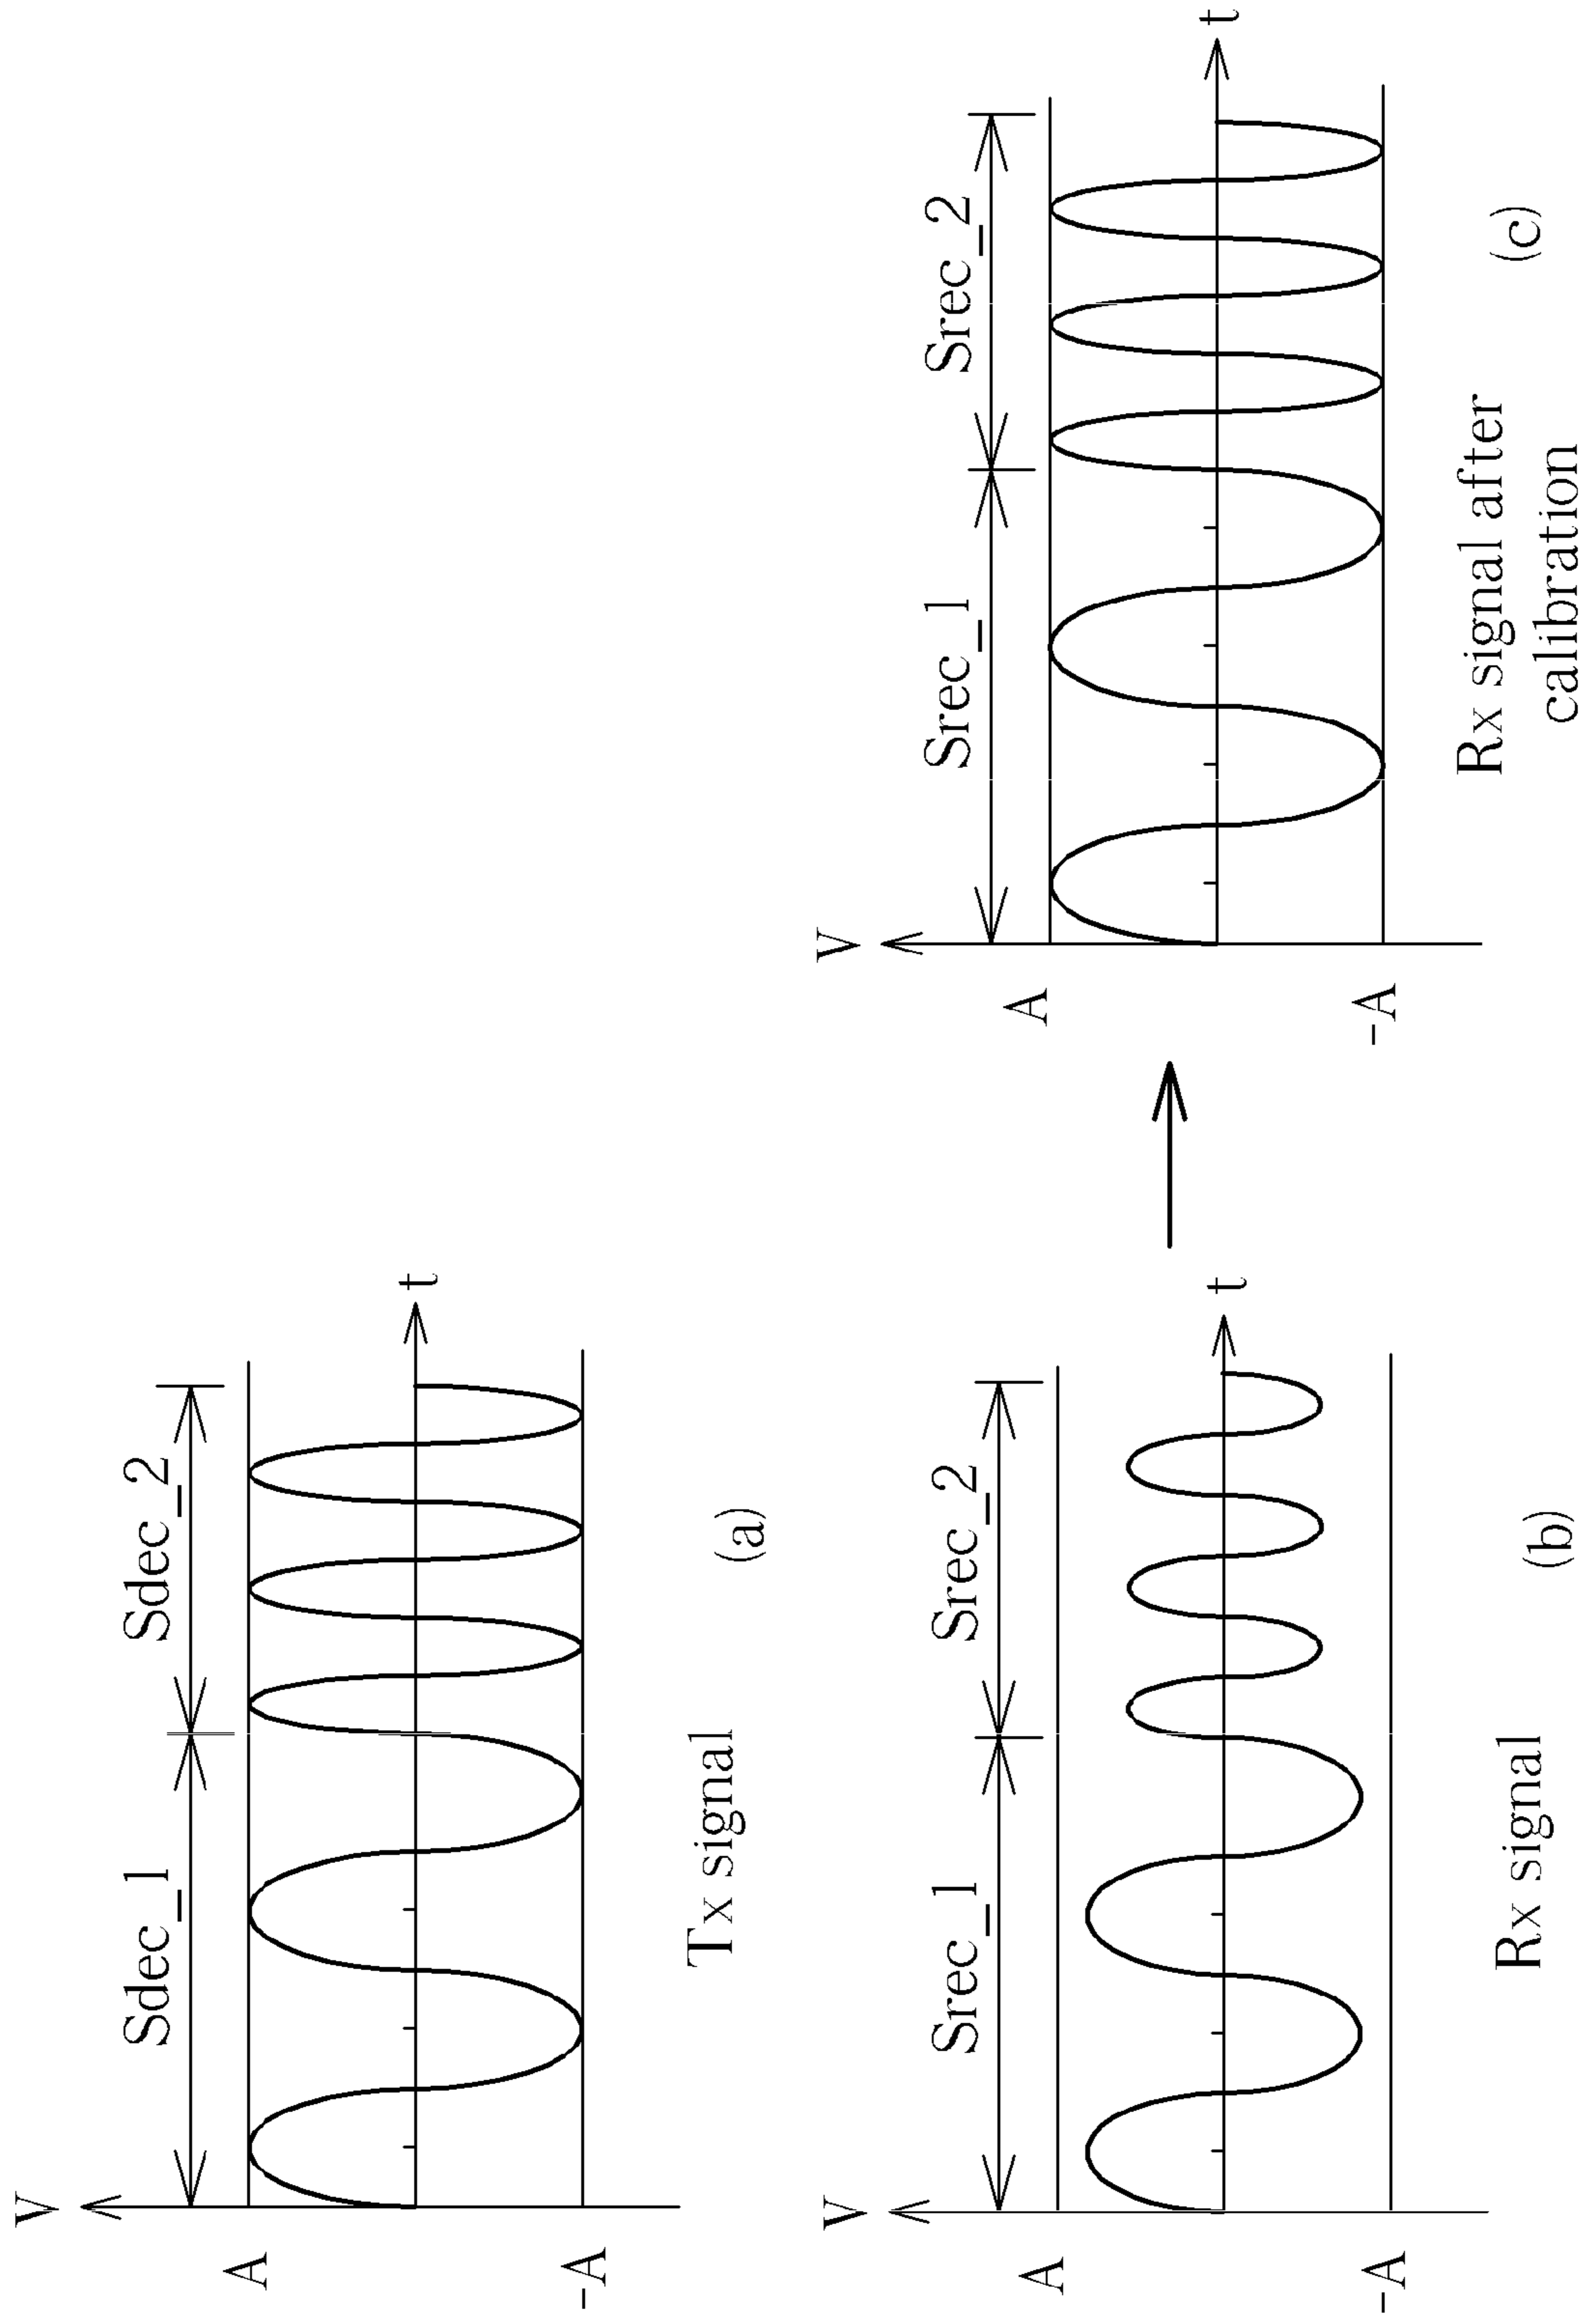 V
A
-A
Sdec_1
Sdec_2
t
Tx signal
(a)
V
A
-A
Srec_1
Srec_2
t
Rx signal
(b)
V
A
-A
Srec_1
Srec_2
t
Rx signal after
calibration
(c)